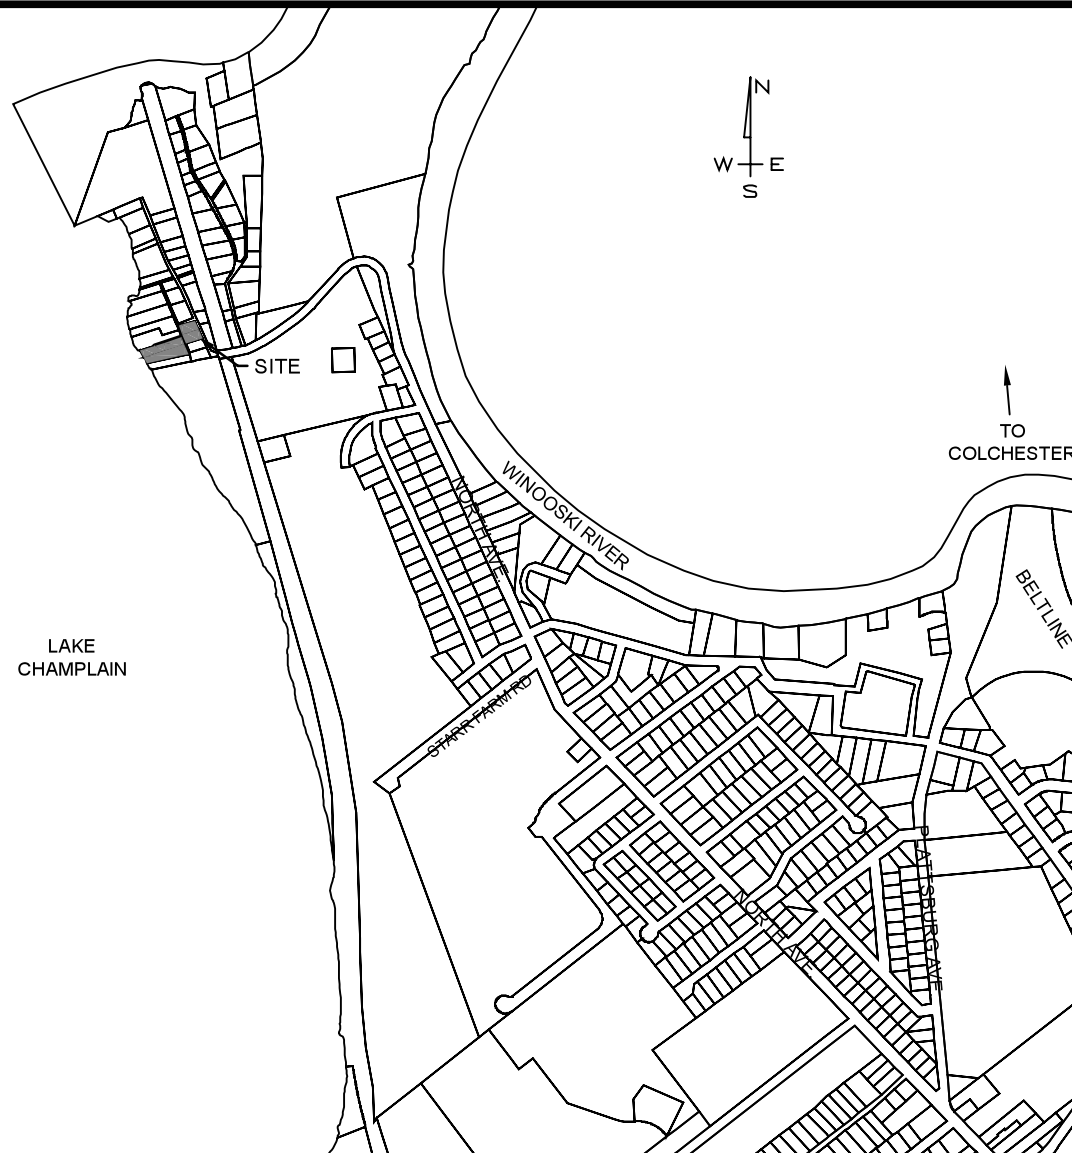 N
W E
S
SITE
TO
COLCHESTER
WINOOSKI RIVER
NORTH AVE.
BELTLINE
LAKE
CHAMPLAIN
STARR FARM RD
PLATTSBURG AVE
NORTH AVE.